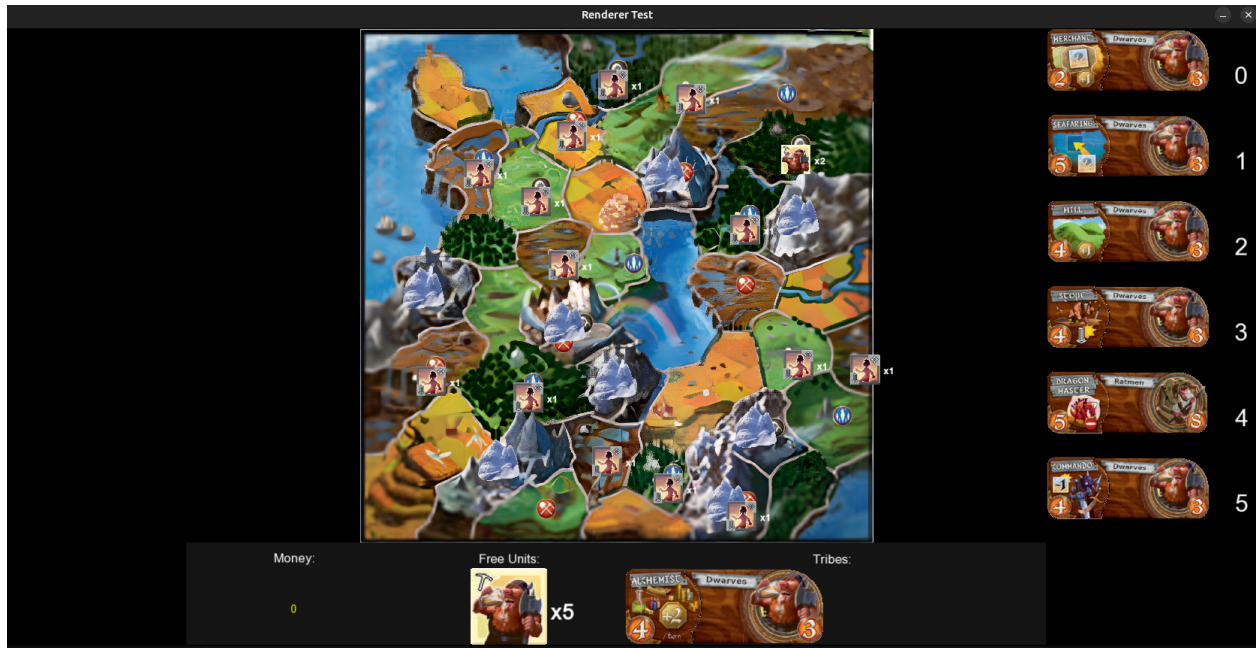 Renderer Test
MERCHANT
Dwarves
2
+1
3
0
SEAFARING
Dwarves
5
3
1
HILL
Dwarves
4
+1
3
2
SCOUT
Dwarves
4
3
3
DRAGON
MASTER
Ratmen
5
8
4
COMMANDO
Dwarves
-1
4
3
5
x1
x1
x1
x2
x1
x1
x1
x1
x1
x1
x1
x1
x1
x1
x1
Money:
Free Units:
Tribes:
0
x5
ALCHEMIST
Dwarves
+2
/ turn
4
3